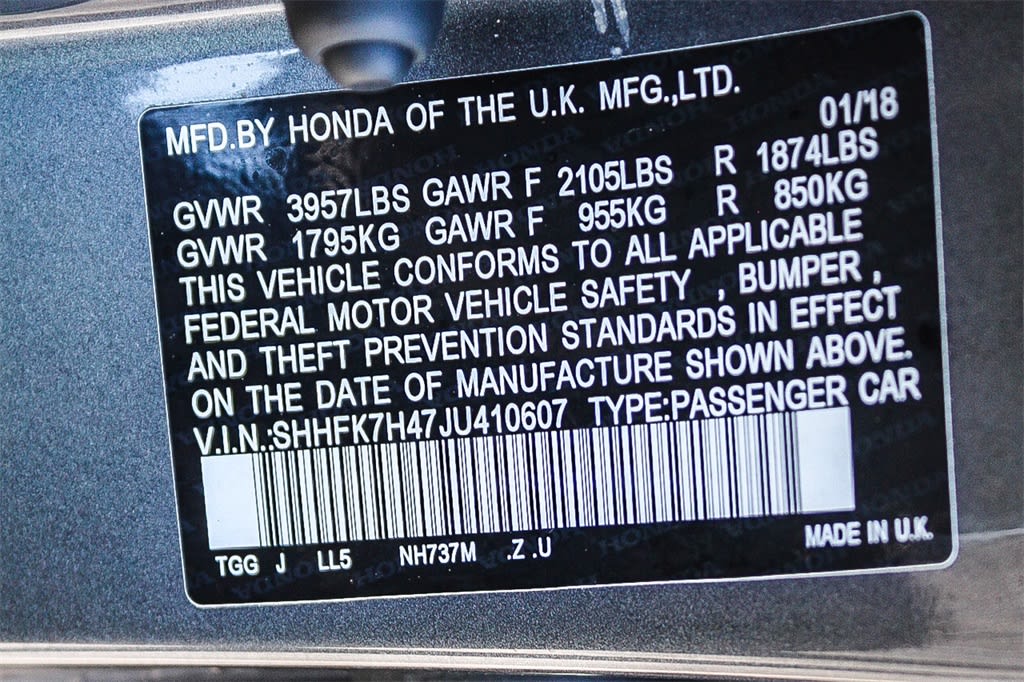 MFD.BY HONDA OF THE U.K. MFG.,LTD.
01/'18
GVWR 3957LBS GAWR F 2105LBS R 1874LBS
GVWR 1795KG GAWR F 955KG R 850KG
THIS VEHICLE CONFORMS TO ALL APPLICABLE
FEDERAL MOTOR VEHICLE SAFETY , BUMPER ,
AND THEFT PREVENTION STANDARDS IN EFFECT
ON THE DATE OF MANUFACTURE SHOWN ABOVE.
V.I.N.:SHHFK7H47JU410607 TYPE:PASSENGER CAR
TGG J LL5 NH737M .Z .U MADE IN U.K.